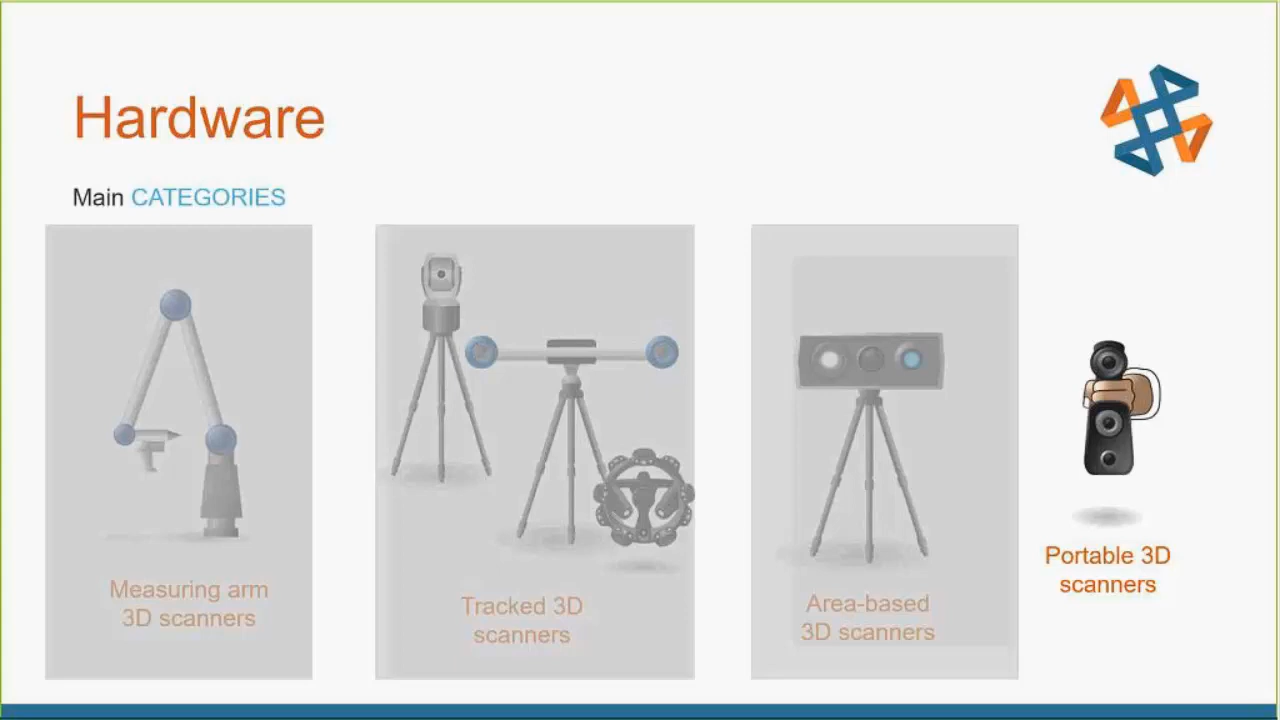 Hardware
Main CATEGORIES
Measuring arm
3D scanners
Tracked 3D
scanners
Area-based
3D scanners
Portable 3D
scanners